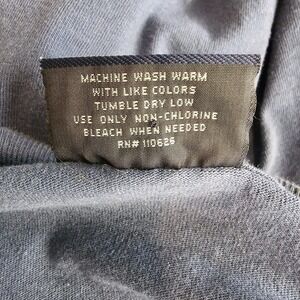 MACHINE WASH WARM
WITH LIKE COLORS
TUMBLE DRY LOW
USE ONLY NON-CHLORINE
BLEACH WHEN NEEDED
RN# 110626